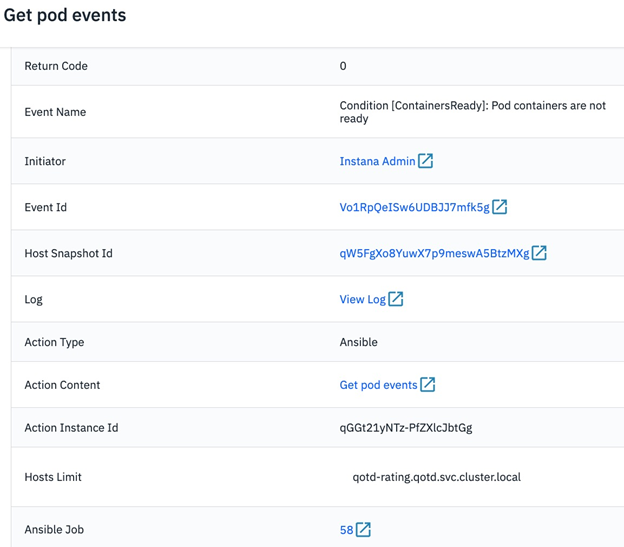 Get pod events
Return Code 0
Event Name Condition [ContainersReady]: Pod containers are not
ready
Initiator Instana Admin
Event Id Vo1RpQeISw6UDBJJ7mfk5g
Host Snapshot Id qW5FgXo8YuwX7p9meswA5BtzMXg
Log View Log
Action Type Ansible
Action Content Get pod events
Action Instance Id qGGt21yNTz-PfZXlcJbtGg
Hosts Limit qotd-rating.qotd.svc.cluster.local
Ansible Job 58